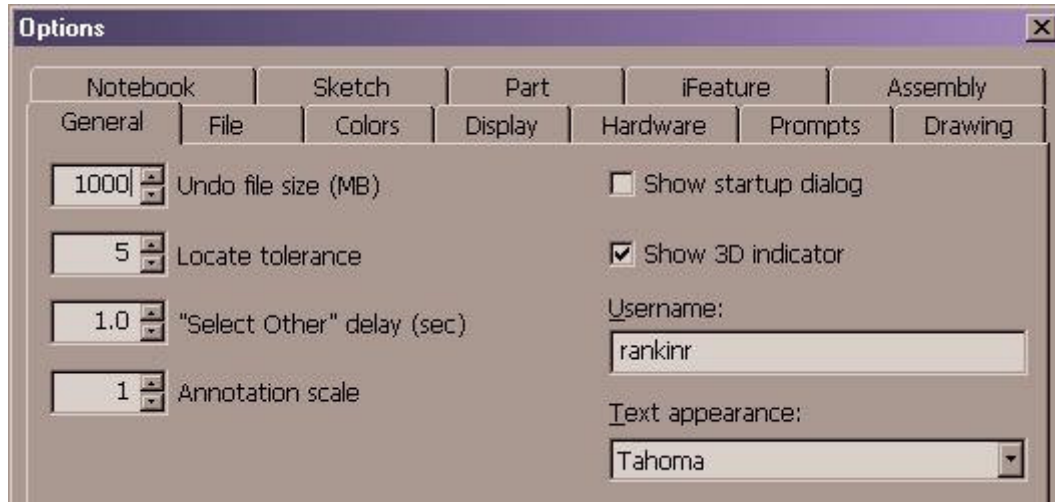 Options
Notebook Sketch Part iFeature Assembly
General File Colors Display Hardware Prompts Drawing
1000 Undo file size (MB)
Show startup dialog
5 Locate tolerance
Show 3D indicator
1.0 "Select Other" delay (sec)
Username:
rankinr
1 Annotation scale
Text appearance:
Tahoma